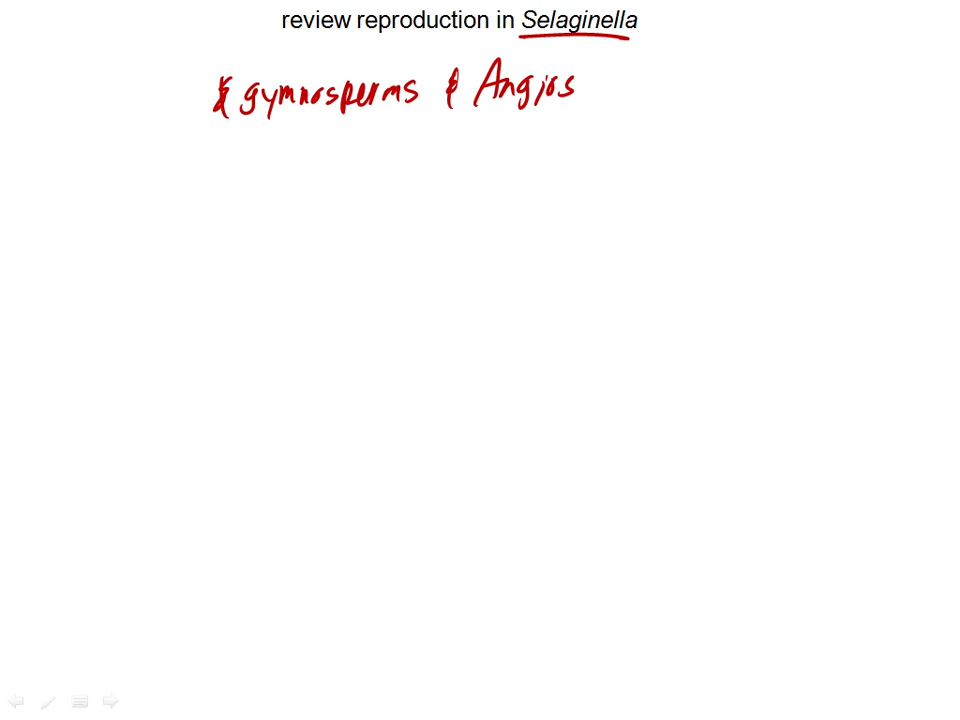 review reproduction in Selaginella
& gymnosperms & Angios